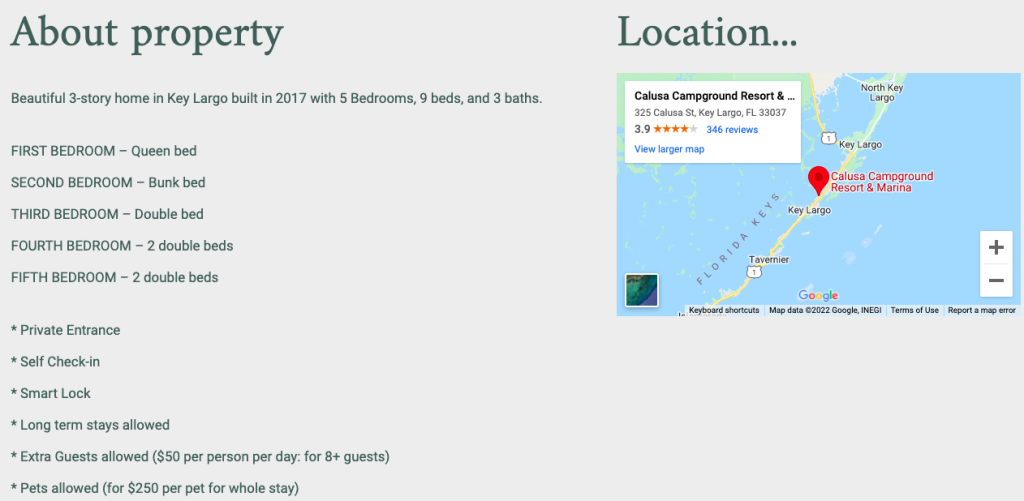 About property
Beautiful 3-story home in Key Largo built in 2017 with 5 Bedrooms, 9 beds, and 3 baths.
FIRST BEDROOM – Queen bed
SECOND BEDROOM – Bunk bed
THIRD BEDROOM – Double bed
FOURTH BEDROOM – 2 double beds
FIFTH BEDROOM – 2 double beds
* Private Entrance
* Self Check-in
* Smart Lock
* Long term stays allowed
* Extra Guests allowed ($50 per person per day: for 8+ guests)
* Pets allowed (for $250 per pet for whole stay)
Location...
Calusa Campground Resort & ...
325 Calusa St, Key Largo, FL 33037
3.9 346 reviews
View larger map
North Key
Largo
1
Key Largo
Calusa Campground
Resort & Marina
Key Largo
FLORIDA KEYS
Tavernier
1
Google
Keyboard shortcuts Map data ©2022 Google, INEGI Terms of Use Report a map error